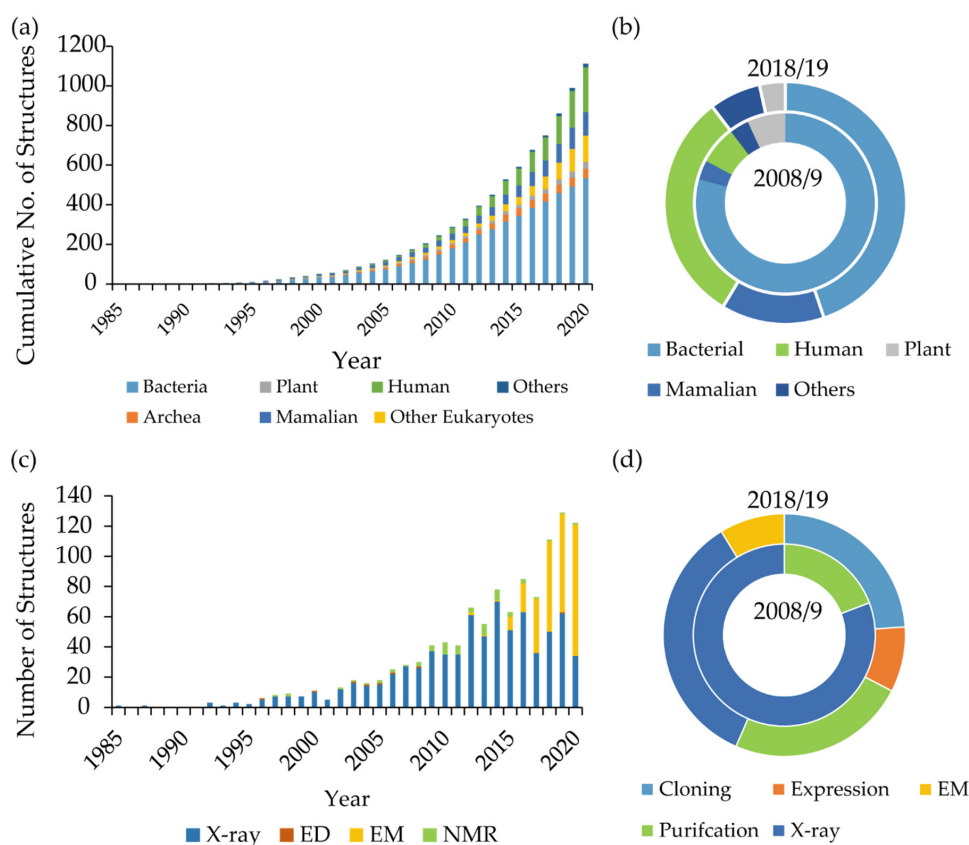 (a)
Cumulative No. of Structures
1200
1000
800
600
400
200
0
1985
1990
1995
2000
2005
2010
2015
2020
Year
Bacteria Plant Human Others
Archea Mamalian Other Eukaryotes
(b)
2018/19
2008/9
Bacterial Human Plant
Mamalian Others
(c)
Number of Structures
140
120
100
80
60
40
20
0
1985
1990
1995
2000
2005
2010
2015
2020
Year
X-ray ED EM NMR
(d)
2018/19
2008/9
Cloning Expression EM
Purifcation X-ray